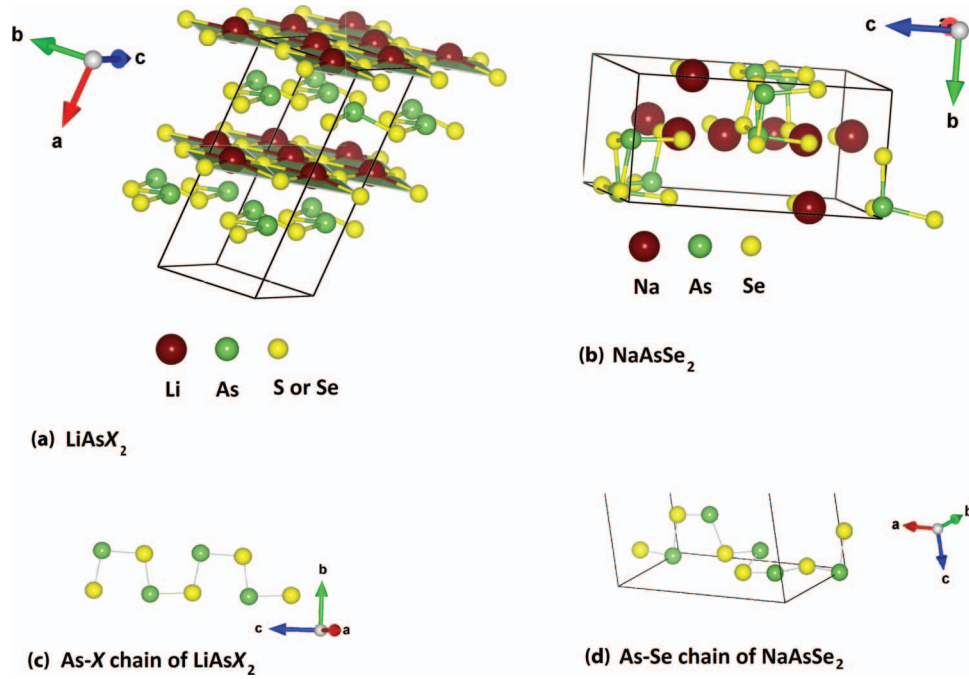 b
c
a
Li As S or Se
(a) LiAsX2
c
b
Na As Se
(b) NaAsSe2
b
c
a
(c) As-X chain of LiAsX2
a
b
c
(d) As-Se chain of NaAsSe2